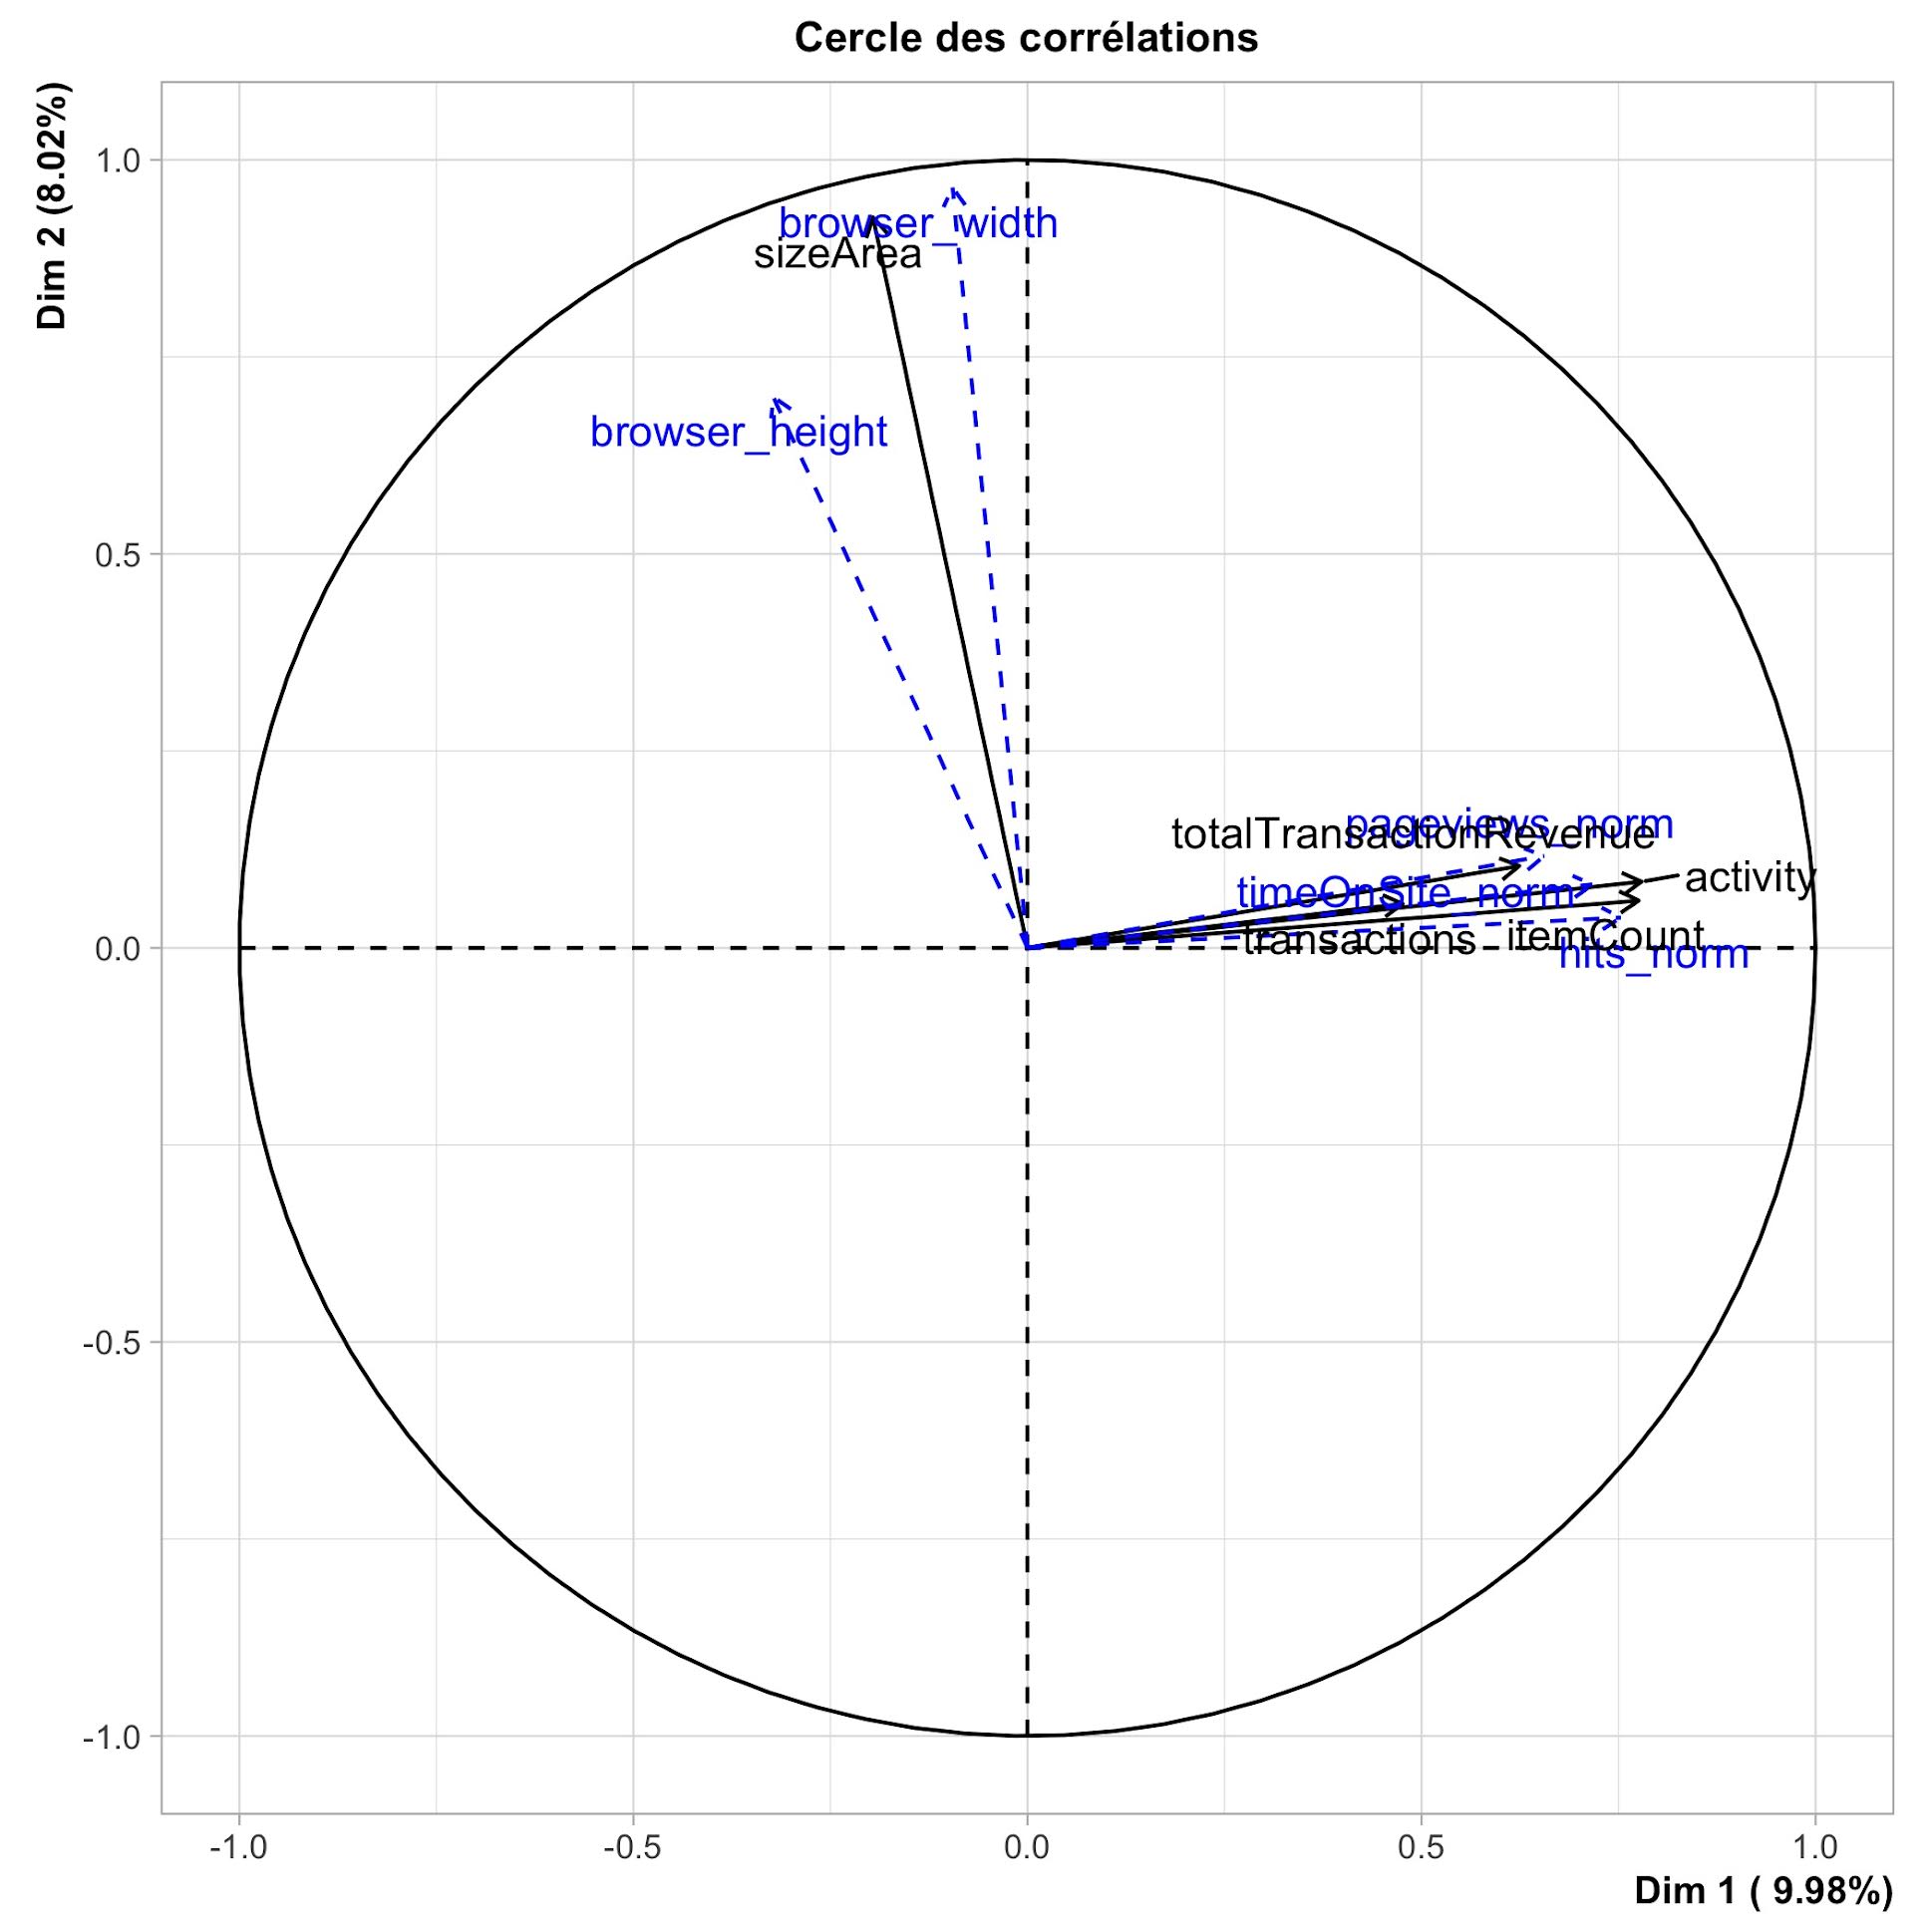 Cercle des corrélations
Dim 2 (8.02%)
1.0
browser_width
sizeArea
browser_height
0.5
pageviews_norm
totalTransactionRevenue
activity
timeOnSite_norm
itemCount
transactions
0.0
hits_norm
-0.5
-1.0
-1.0 -0.5 0.0 0.5 1.0
Dim 1 ( 9.98%)